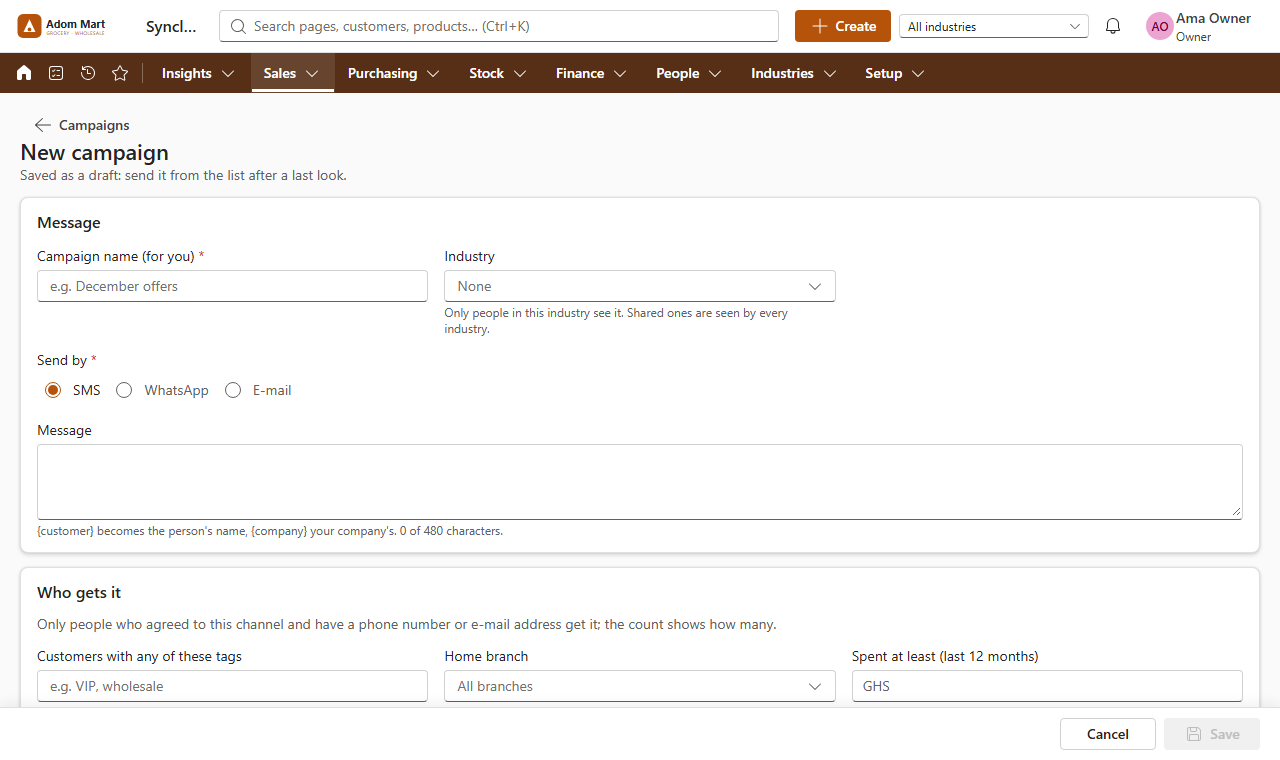 Adom Mart
GROCERY · WHOLESALE
Syncl...
Search pages, customers, products... (Ctrl+K)
Create
All industries
AO
Ama Owner
Owner
Insights
Sales
Purchasing
Stock
Finance
People
Industries
Setup
Campaigns
New campaign
Saved as a draft: send it from the list after a last look.
Message
Campaign name (for you) *
Industry
e.g. December offers
None
Only people in this industry see it. Shared ones are seen by every
industry.
Send by *
SMS
WhatsApp
E-mail
Message
{customer} becomes the person's name, {company} your company's. 0 of 480 characters.
Who gets it
Only people who agreed to this channel and have a phone number or e-mail address get it; the count shows how many.
Customers with any of these tags
Home branch
Spent at least (last 12 months)
e.g. VIP, wholesale
All branches
GHS
Cancel
Save